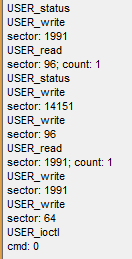 USER_status
USER_write
sector: 1991
USER_read
sector: 96; count: 1
USER_status
USER_write
sector: 14151
USER_write
sector: 96
USER_read
sector: 1991; count: 1
USER_write
sector: 1991
USER_write
sector: 64
USER_ioctl
cmd: 0